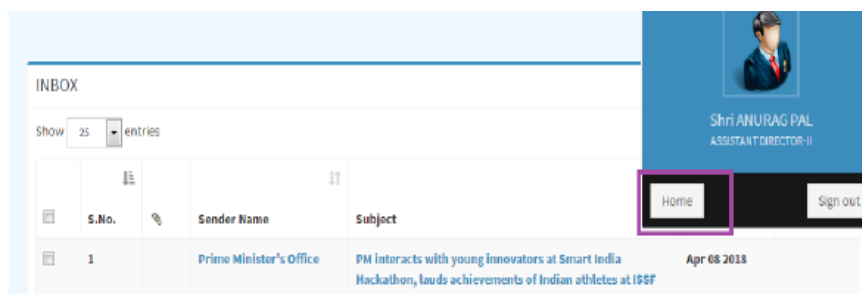 INBOX
Show 25 entries
Shri ANURAG PAL
ASSISTANT DIRECTOR-II
Home
Sign out
S.No.
Sender Name
Subject
1
Prime Minister's Office
PM interacts with young innovators at Smart India
Hackathon, lauds achievements of Indian athletes at ISSF
Apr 08 2018